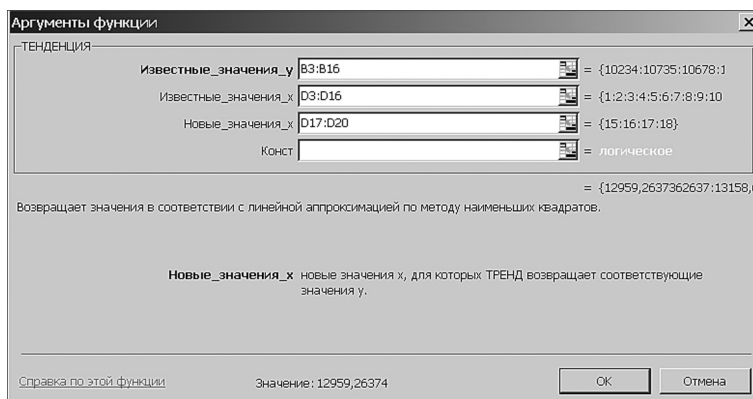 Аргументы функции
ТЕНДЕНЦИЯ
Известные_значения_y B3:B16 = {10234:10735:10678:1
Известные_значения_x D3:D16 = {1:2:3:4:5:6:7:8:9:10
Новые_значения_x D17:D20 = {15:16:17:18}
Конст = логическое
= {12959,2637362637:13158,
Возвращает значения в соответствии с линейной аппроксимацией по методу наименьших квадратов.
Новые_значения_x новые значения x, для которых ТРЕНД возвращает соответствующие
значения y.
Справка по этой функции Значение: 12959,26374 ОК Отмена